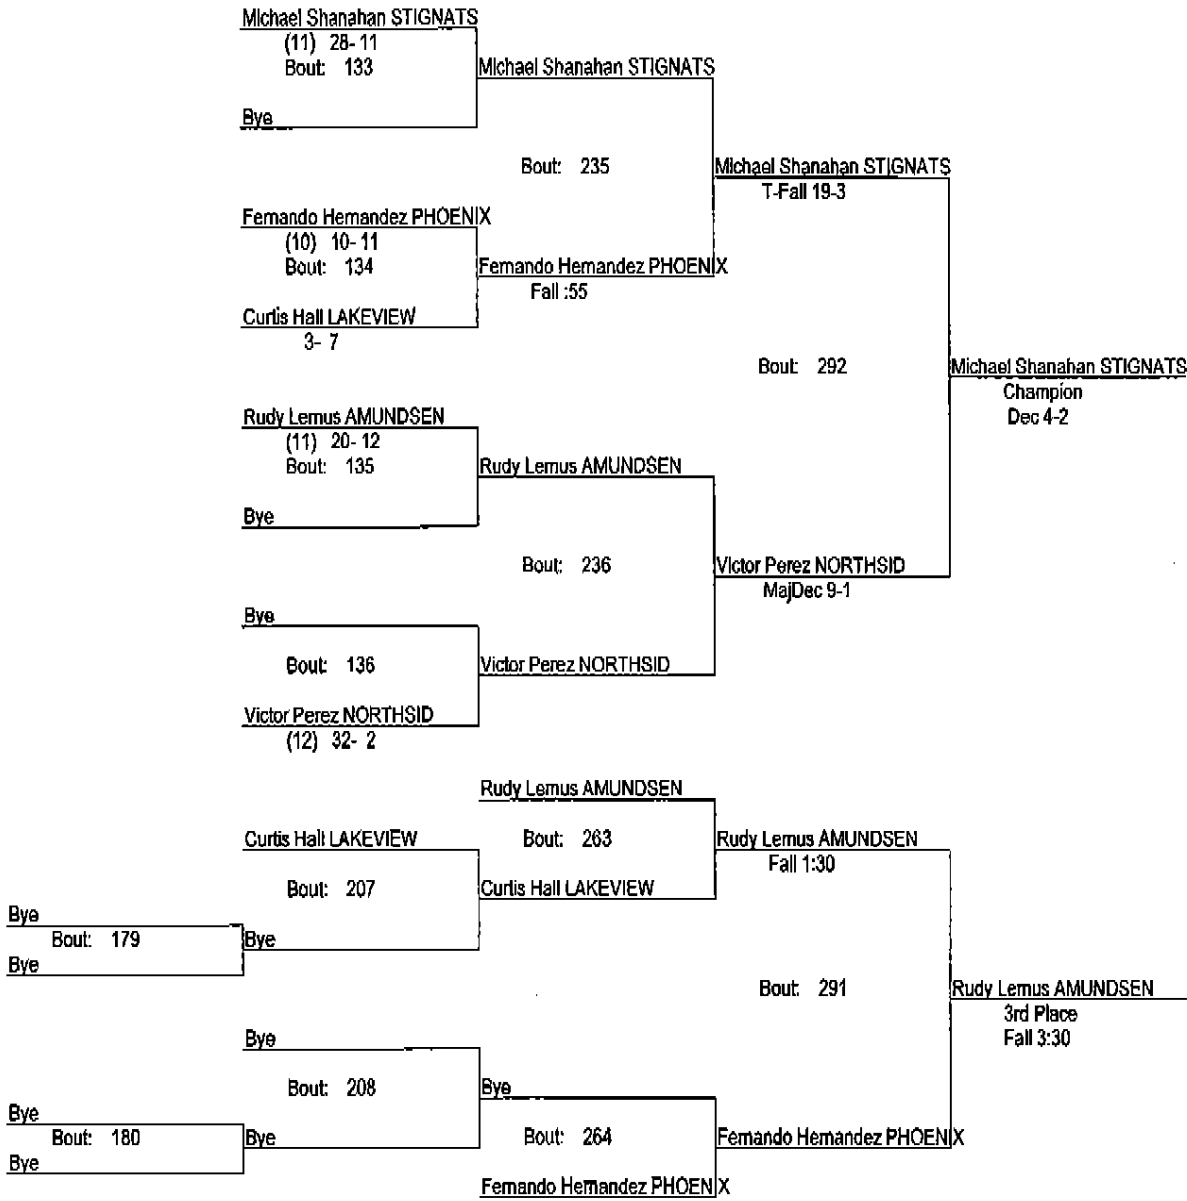 Michael Shanahan STIGNATS
(11) 28- 11
Bout: 133
Michael Shanahan STIGNATS
Bye
Bout: 235
Michael Shanahan STIGNATS
T-Fall 19-3
Fernando Hernandez PHOENIX
(10) 10- 11
Bout: 134
Fernando Hernandez PHOENIX
Fall :55
Curtis Hall LAKEVIEW
3- 7
Bout: 292
Michael Shanahan STIGNATS
Champion
Dec 4-2
Rudy Lemus AMUNDSEN
(11) 20- 12
Bout: 135
Rudy Lemus AMUNDSEN
Bye
Bout: 236
Victor Perez NORTHSID
MajDec 9-1
Bye
Bout: 136
Victor Perez NORTHSID
Victor Perez NORTHSID
(12) 32- 2
Rudy Lemus AMUNDSEN
Curtis Hall LAKEVIEW
Bout: 263
Rudy Lemus AMUNDSEN
Fall 1:30
Bout: 207
Curtis Hall LAKEVIEW
Bye
Bout: 179
Bye
Bye
Bout: 291
Rudy Lemus AMUNDSEN
3rd Place
Fall 3:30
Bye
Bout: 208
Bye
Bye
Bout: 180
Bye
Bout: 264
Fernando Hernandez PHOENIX
Bye
Fernando Hernandez PHOENIX